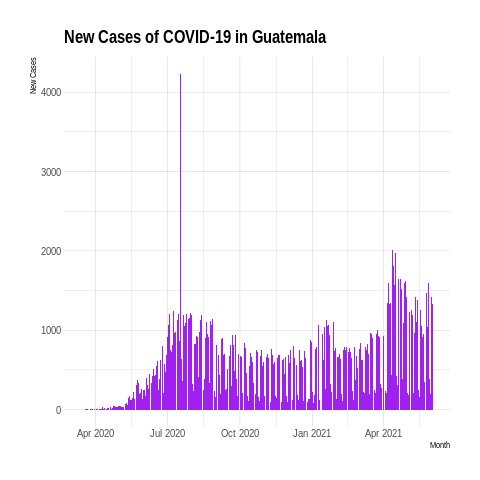 New Cases of COVID-19 in Guatemala
New Cases
4000
3000
2000
1000
0
Apr 2020 Jul 2020 Oct 2020 Jan 2021 Apr 2021
Month